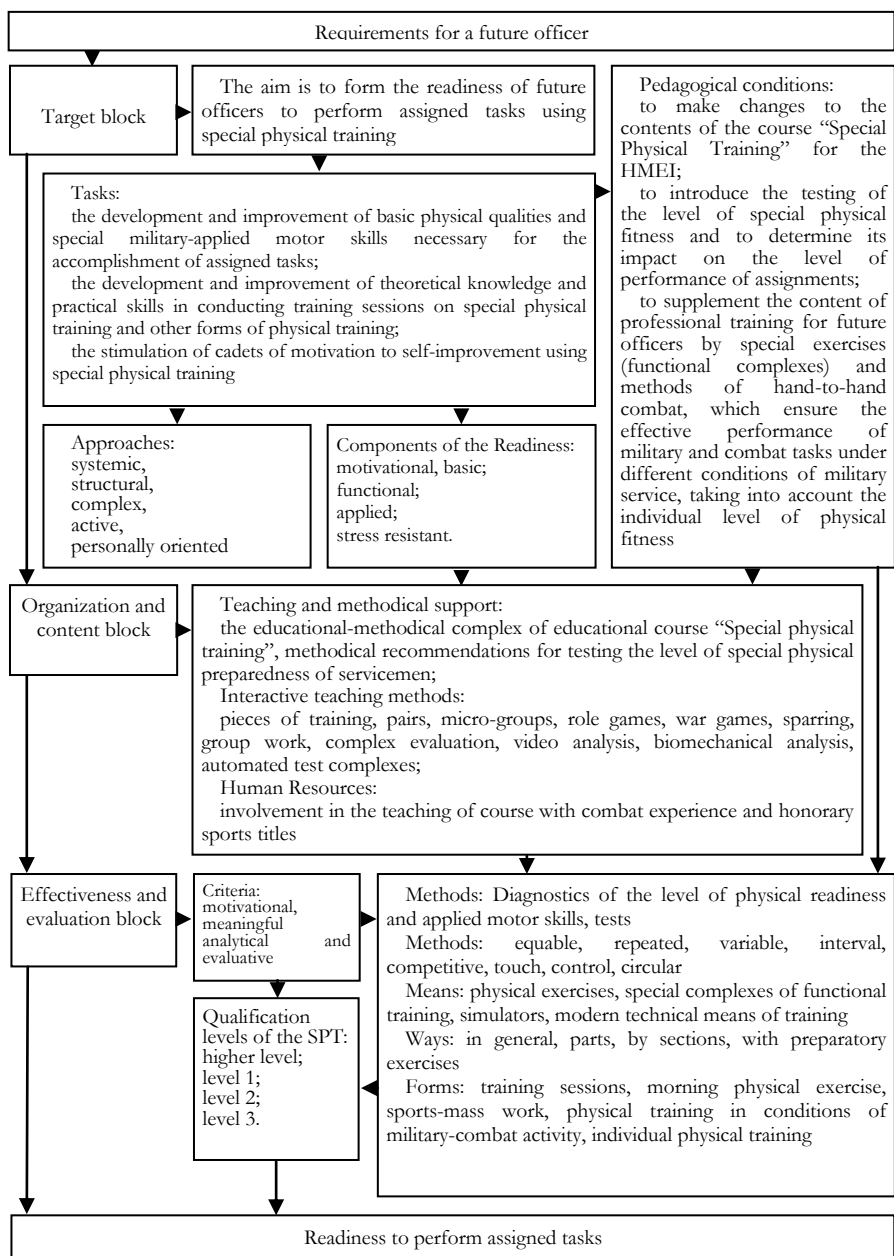 Requirements for a future officer
Target block
The aim is to form the readiness of future
officers to perform assigned tasks using
special physical training
Pedagogical conditions:
to make changes to the
contents of the course “Special
Physical Training” for the
HMEI;
to introduce the testing of
the level of special physical
fitness and to determine its
impact on the level of
performance of assignments;
to supplement the content of
professional training for future
officers by special exercises
(functional complexes) and
methods of hand-to-hand
combat, which ensure the
effective performance of
military and combat tasks under
different conditions of military
service, taking into account the
individual level of physical
fitness
Tasks:
the development and improvement of basic physical qualities and
special military-applied motor skills necessary for the
accomplishment of assigned tasks;
the development and improvement of theoretical knowledge and
practical skills in conducting training sessions on special physical
training and other forms of physical training;
the stimulation of cadets of motivation to self-improvement using
special physical training
Approaches:
systemic,
structural,
complex,
active,
personally oriented
Components of the Readiness:
motivational, basic;
functional;
applied;
stress resistant.
Organization and
content block
Teaching and methodical support:
the educational-methodical complex of educational course “Special physical
training”, methodical recommendations for testing the level of special physical
preparedness of servicemen;
Interactive teaching methods:
pieces of training, pairs, micro-groups, role games, war games, sparring,
group work, complex evaluation, video analysis, biomechanical analysis,
automated test complexes;
Human Resources:
involvement in the teaching of course with combat experience and honorary
sports titles
Effectiveness and
evaluation block
Criteria:
motivational,
meaningful
analytical and
evaluative
Methods: Diagnostics of the level of physical readiness
and applied motor skills, tests
Methods: equable, repeated, variable, interval,
competitive, touch, control, circular
Means: physical exercises, special complexes of functional
training, simulators, modern technical means of training
Ways: in general, parts, by sections, with preparatory
exercises
Forms: training sessions, morning physical exercise,
sports-mass work, physical training in conditions of
military-combat activity, individual physical training
Qualification
levels of the SPT:
higher level;
level 1;
level 2;
level 3.
Readiness to perform assigned tasks